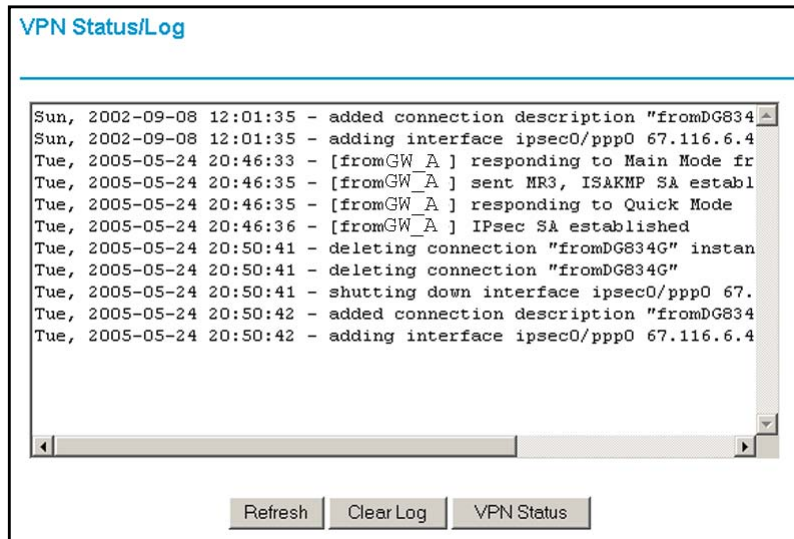 VPN Status/Log
Sun, 2002-09-08 12:01:35 - added connection description "fromDG834
Sun, 2002-09-08 12:01:35 - adding interface ipsec0/ppp0 67.116.6.4
Tue, 2005-05-24 20:46:33 - [fromGW_A ] responding to Main Mode fr
Tue, 2005-05-24 20:46:35 - [fromGW_A ] sent MR3, ISAKMP SA establ
Tue, 2005-05-24 20:46:35 - [fromGW_A ] responding to Quick Mode
Tue, 2005-05-24 20:46:36 - [fromGW_A ] IPsec SA established
Tue, 2005-05-24 20:50:41 - deleting connection "fromDG834G" instan
Tue, 2005-05-24 20:50:41 - deleting connection "fromDG834G"
Tue, 2005-05-24 20:50:41 - shutting down interface ipsec0/ppp0 67.
Tue, 2005-05-24 20:50:42 - added connection description "fromDG834
Tue, 2005-05-24 20:50:42 - adding interface ipsec0/ppp0 67.116.6.4
Refresh Clear Log VPN Status